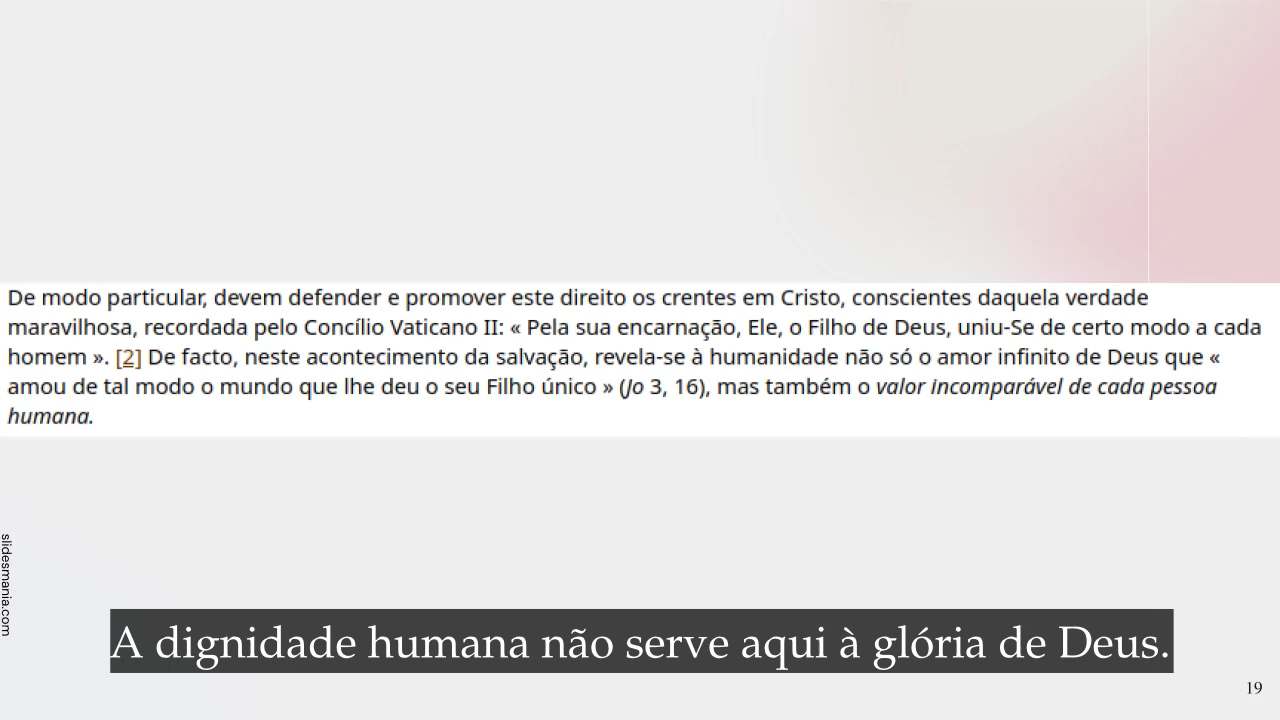 De modo particular, devem defender e promover este direito os crentes em Cristo, conscientes daquela verdade
maravilhosa, recordada pelo Concílio Vaticano II: « Pela sua encarnação, Ele, o Filho de Deus, uniu-Se de certo modo a cada
homem ». [2] De facto, neste acontecimento da salvação, revela-se à humanidade não só o amor infinito de Deus que «
amou de tal modo o mundo que lhe deu o seu Filho único » (Jo 3, 16), mas também o valor incomparável de cada pessoa
humana.
slidesmania.com
A dignidade humana não serve aqui à glória de Deus.
19